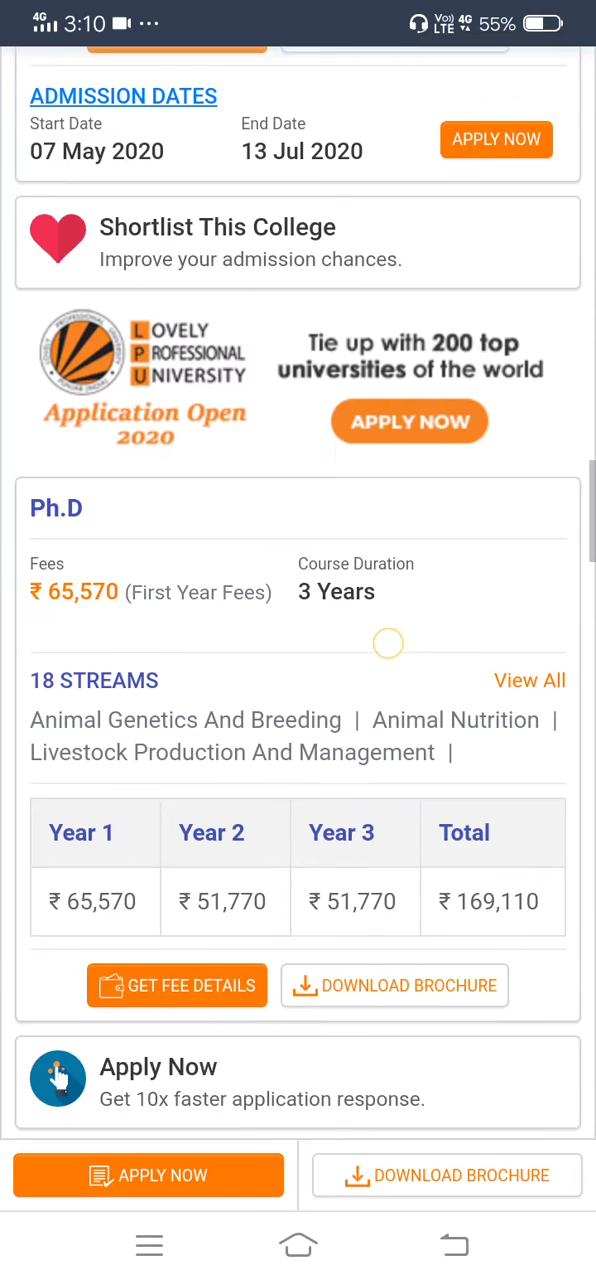 4G 3:10 ... Vo) LTE 4G 55%
ADMISSION DATES
Start Date End Date
07 May 2020 13 Jul 2020
APPLY NOW
Shortlist This College
Improve your admission chances.
LOVELY
PROFESSIONAL
UNIVERSITY
Application Open
2020
Tie up with 200 top
universities of the world
APPLY NOW
Ph.D
Fees Course Duration
₹ 65,570 (First Year Fees) 3 Years
18 STREAMS View All
Animal Genetics And Breeding | Animal Nutrition |
Livestock Production And Management |
Year 1 Year 2 Year 3 Total
₹ 65,570 ₹ 51,770 ₹ 51,770 ₹ 169,110
GET FEE DETAILS DOWNLOAD BROCHURE
Apply Now
Get 10x faster application response.
APPLY NOW DOWNLOAD BROCHURE